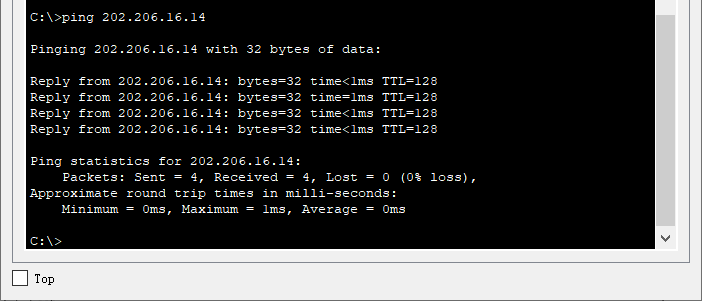 C:\>ping 202.206.16.14
Pinging 202.206.16.14 with 32 bytes of data:
Reply from 202.206.16.14: bytes=32 time<1ms TTL=128
Reply from 202.206.16.14: bytes=32 time=1ms TTL=128
Reply from 202.206.16.14: bytes=32 time<1ms TTL=128
Reply from 202.206.16.14: bytes=32 time<1ms TTL=128
Ping statistics for 202.206.16.14:
Packets: Sent = 4, Received = 4, Lost = 0 (0% loss),
Approximate round trip times in milli-seconds:
Minimum = 0ms, Maximum = 1ms, Average = 0ms
C:\>
Top